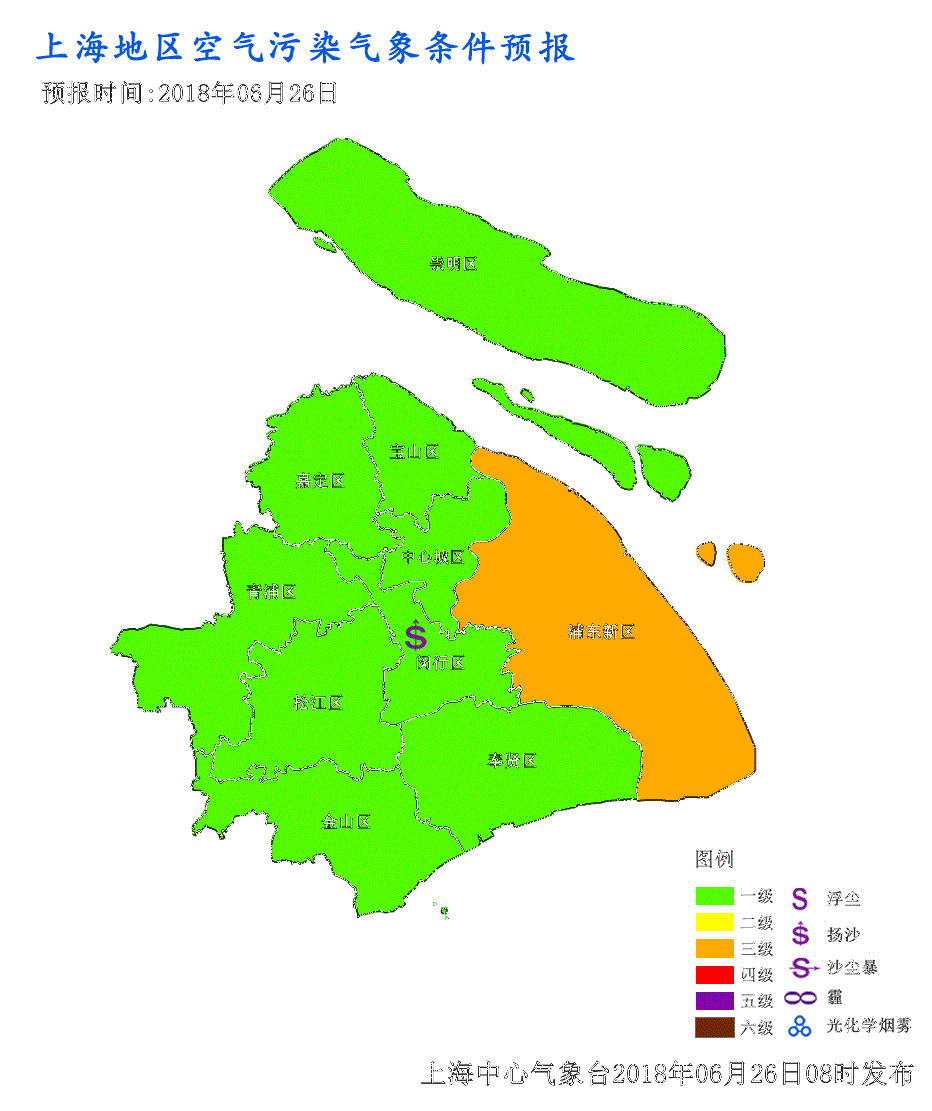 上海地区空气污染气象条件预报
预报时间:2018年06月26日
崇明区
宝山区
嘉定区
中心城区
青浦区
浦东新区
闵行区
松江区
奉贤区
金山区
图例
一级 浮尘
二级
扬沙
三级
四级 沙尘暴
五级 霾
六级 光化学烟雾
上海中心气象台2018年06月26日08时发布